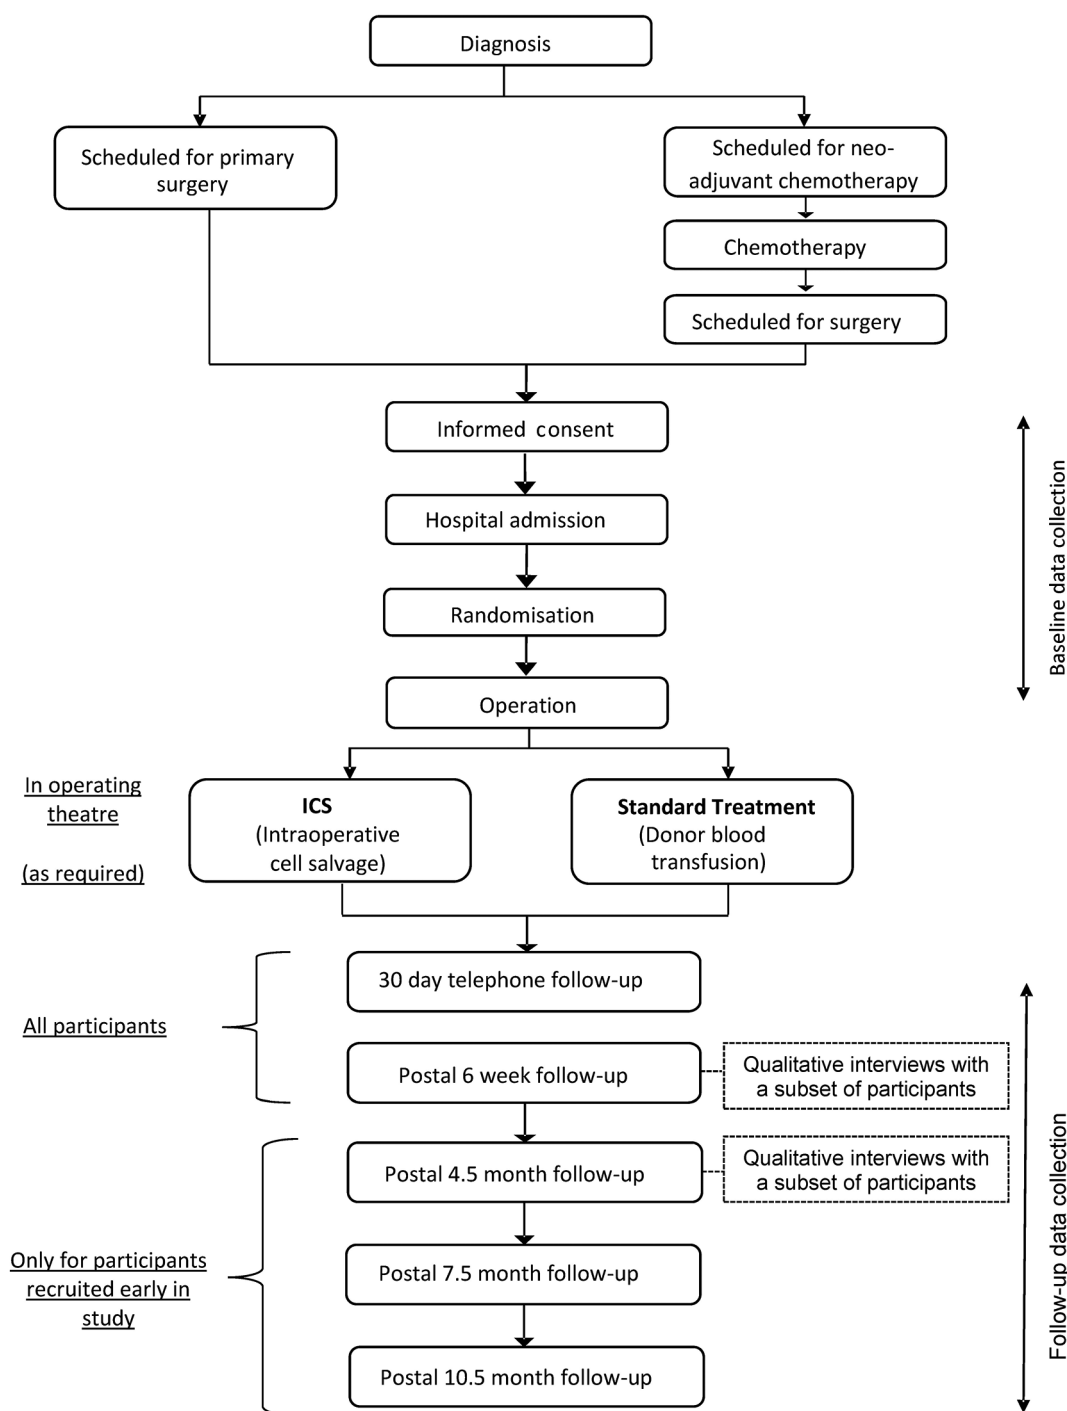 Diagnosis
Scheduled for primary
surgery
Scheduled for neo-
adjuvant chemotherapy
Chemotherapy
Scheduled for surgery
Informed consent
Hospital admission
Randomisation
Operation
Baseline data collection
In operating
theatre
(as required)
ICS
(Intraoperative
cell salvage)
Standard Treatment
(Donor blood
transfusion)
All participants
30 day telephone follow-up
Postal 6 week follow-up
Qualitative interviews with
a subset of participants
Only for participants
recruited early in
study
Postal 4.5 month follow-up
Qualitative interviews with
a subset of participants
Postal 7.5 month follow-up
Postal 10.5 month follow-up
Follow-up data collection